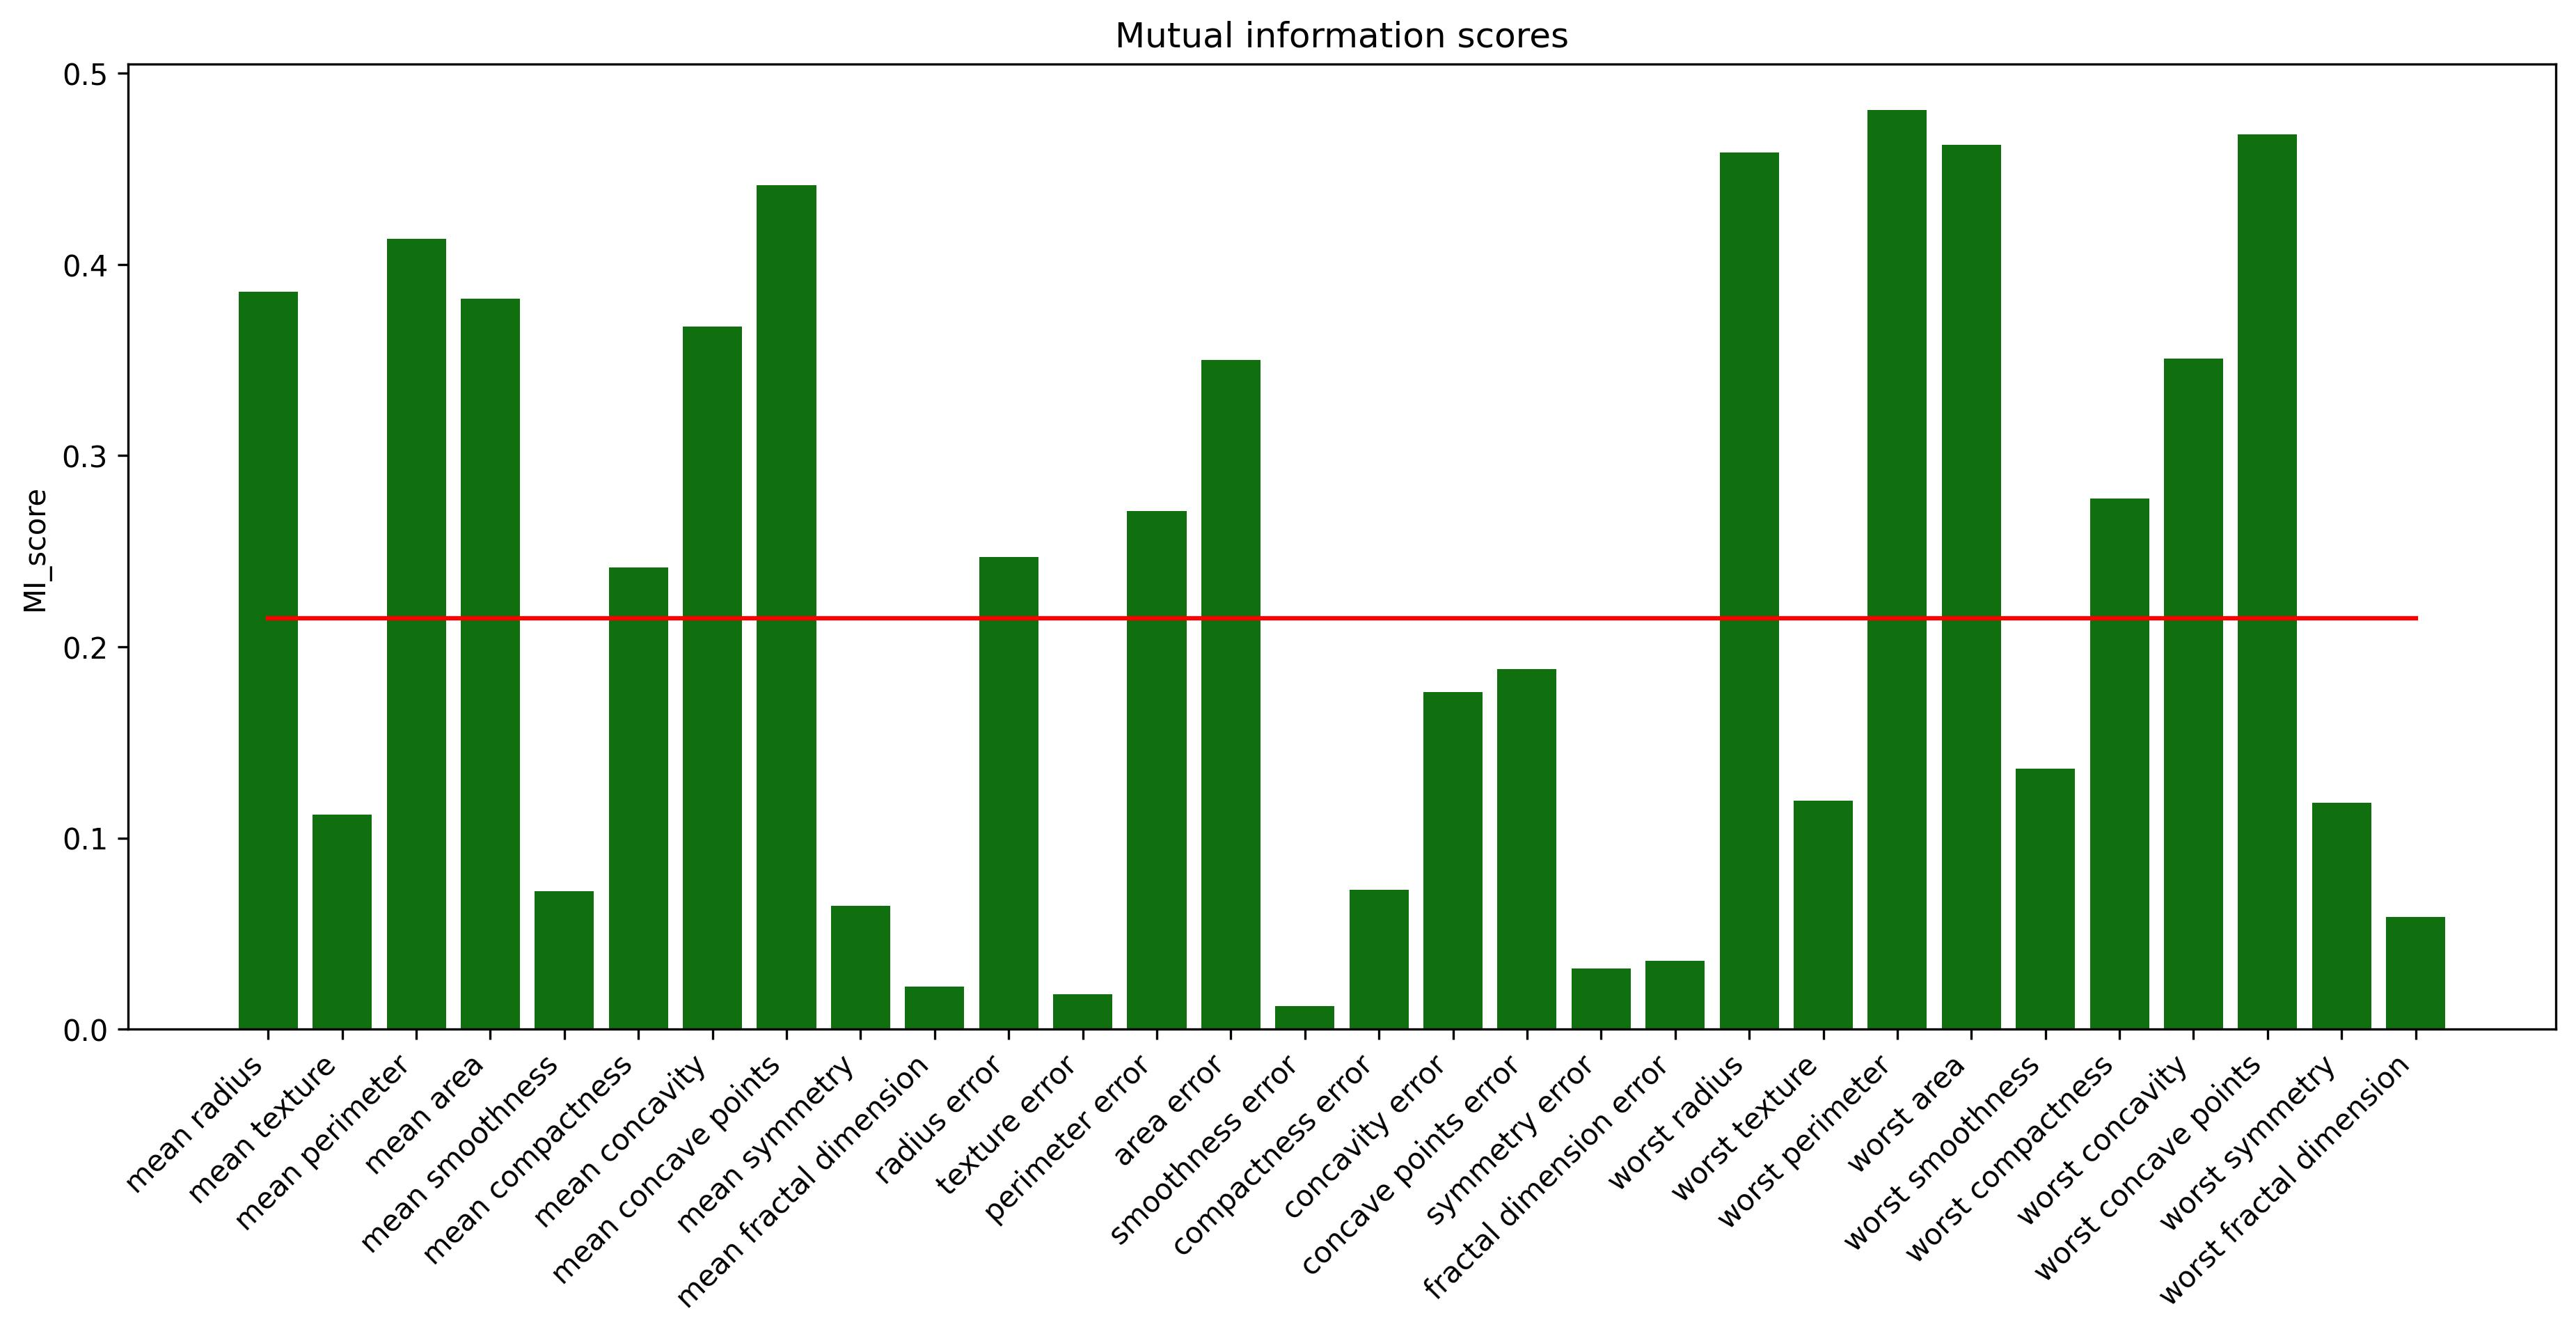 Mutual information scores
MI_score
0.5
0.4
0.3
0.2
0.1
0.0
mean radius
mean texture
mean perimeter
mean area
mean smoothness
mean compactness
mean concavity
mean concave points
mean symmetry
mean fractal dimension
radius error
texture error
perimeter error
area error
smoothness error
compactness error
concavity error
concave points error
symmetry error
fractal dimension error
worst radius
worst texture
worst perimeter
worst area
worst smoothness
worst compactness
worst concavity
worst concave points
worst symmetry
worst fractal dimension